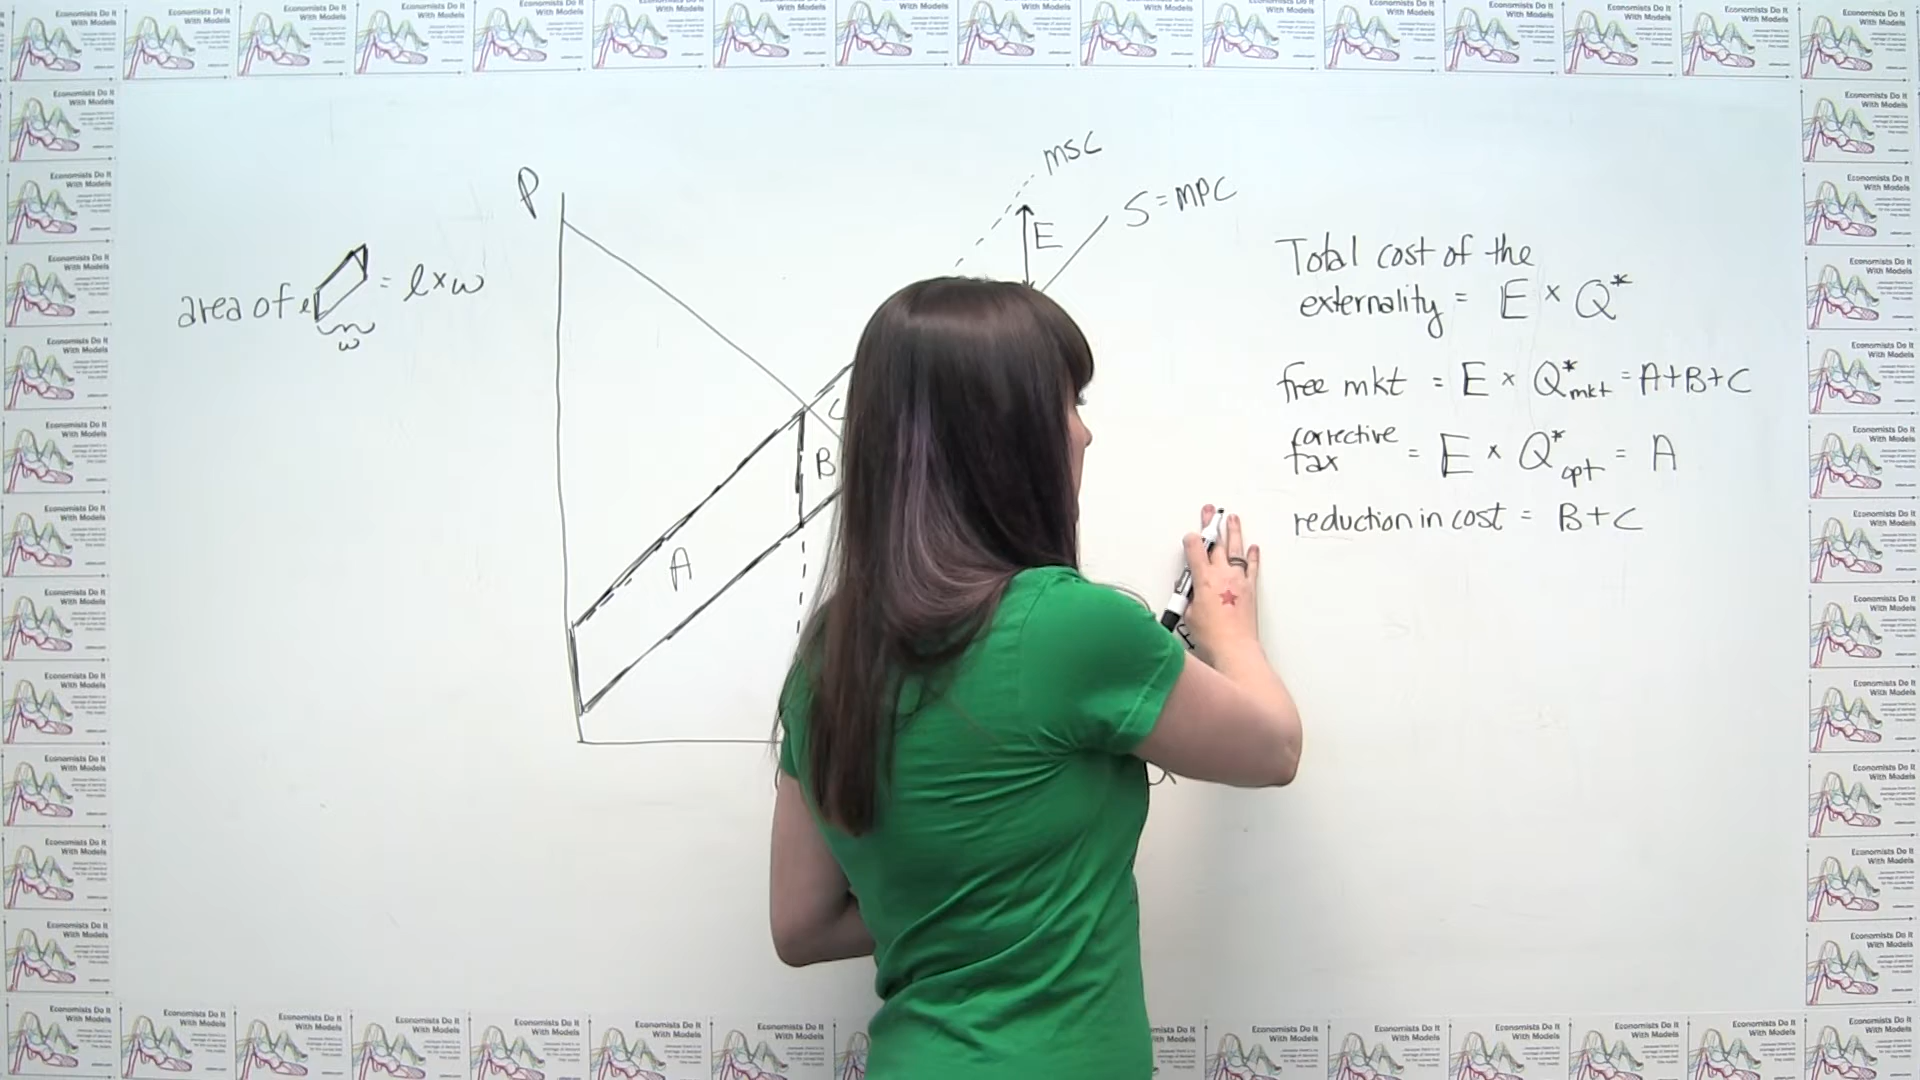 Economists Do It
With Models
P
MSC
S=MPC
E
area of l = l×w
w
C
B
A
Total cost of the
externality = E × Q*
free mkt = E × Q*mkt = A+B+C
corrective
tax = E × Q*opt = A
reduction in cost = B+C